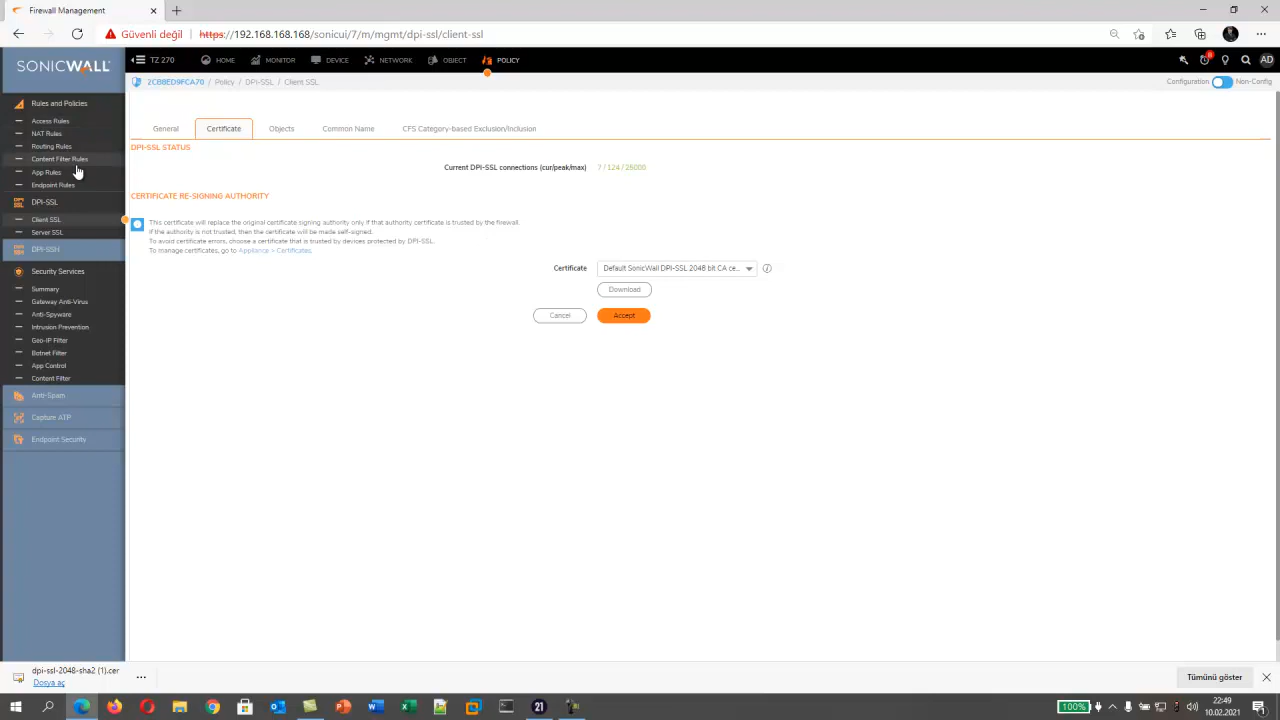 Firewall Management
Güvenli değil | https://192.168.168.168/sonicui/7/m/mgmt/dpi-ssl/client-ssl
SONICWALL
TZ 270 HOME MONITOR DEVICE NETWORK OBJECT POLICY 8 AD
2CB8ED9FCA70 / Policy / DPI-SSL / Client SSL Configuration Non-Config
Rules and Policies
Access Rules
NAT Rules
Routing Rules
Content Filter Rules
App Rules
Endpoint Rules
DPI-SSL
Client SSL
Server SSL
DPI-SSH
Security Services
Summary
Gateway Anti-Virus
Anti-Spyware
Intrusion Prevention
Geo-IP Filter
Botnet Filter
App Control
Content Filter
Anti-Spam
Capture ATP
Endpoint Security
General Certificate Objects Common Name CFS Category-based Exclusion/Inclusion
DPI-SSL STATUS
Current DPI-SSL connections (cur/peak/max) 7 / 124 / 25000
CERTIFICATE RE-SIGNING AUTHORITY
This certificate will replace the original certificate signing authority only if that authority certificate is trusted by the firewall.
If the authority is not trusted, then the certificate will be made self-signed.
To avoid certificate errors, choose a certificate that is trusted by devices protected by DPI-SSL.
To manage certificates, go to Appliance > Certificates.
Certificate Default SonicWall DPI-SSL 2048 bit CA ce...
Download
Cancel Accept
dpi-ssl-2048-sha2 (1).cer
Dosya aç
Tümünü göster
21
100%
22:49
10.02.2021